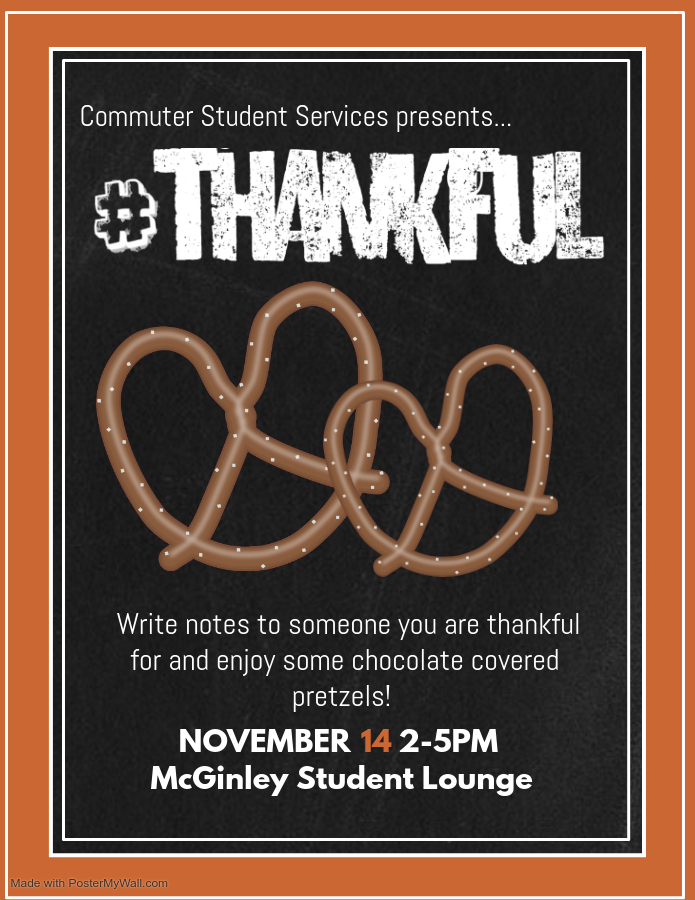 Commuter Student Services presents...
#THANKFUL
Write notes to someone you are thankful
for and enjoy some chocolate covered
pretzels!
NOVEMBER 14 2-5PM
McGinley Student Lounge
Made with PosterMyWall.com